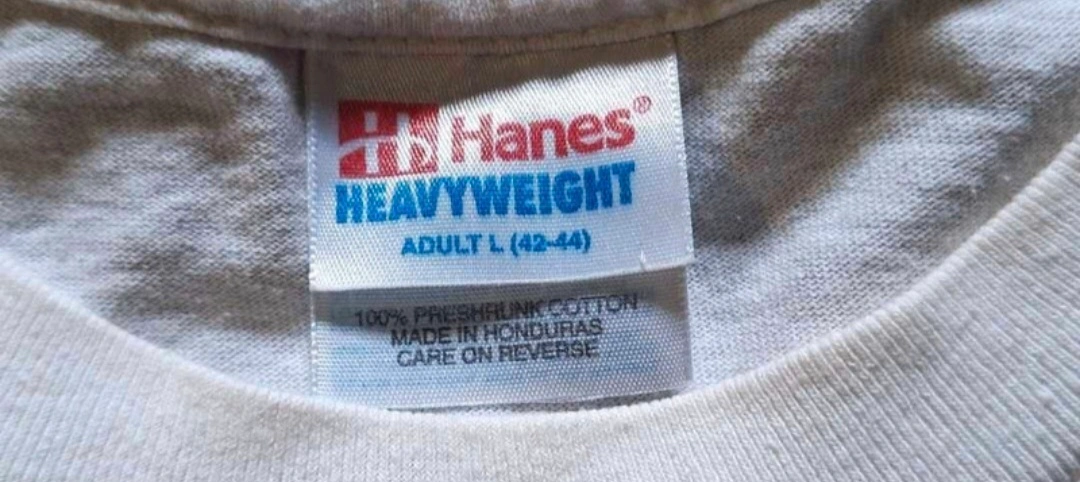 Hanes®
HEAVYWEIGHT
ADULT L (42-44)
100% PRESHRUNK COTTON
MADE IN HONDURAS
CARE ON REVERSE